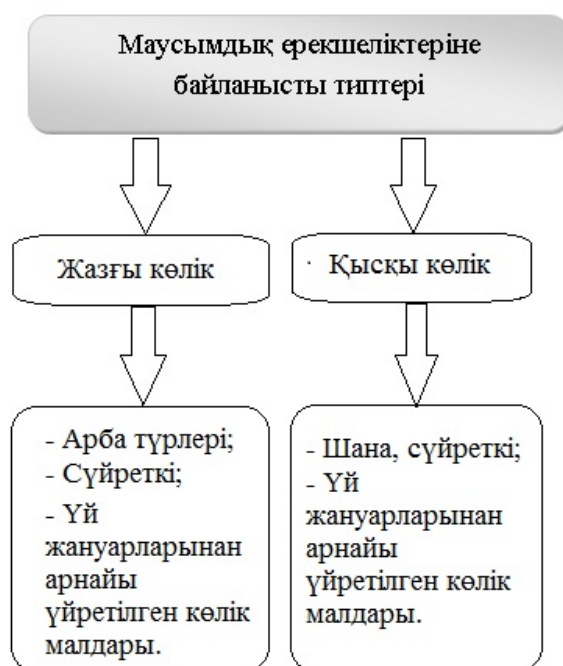 Маусымдық ерекшеліктеріне
байланысты типтері
Жазғы көлік
· Қысқы көлік
- Арба түрлері;
- Сүйреткі;
- Үй
жануарларынан
арнайы
үйретілген көлік
малдары.
- Шана, сүйреткі;
- Үй
жануарларынан
арнайы
үйретілген көлік
малдары.